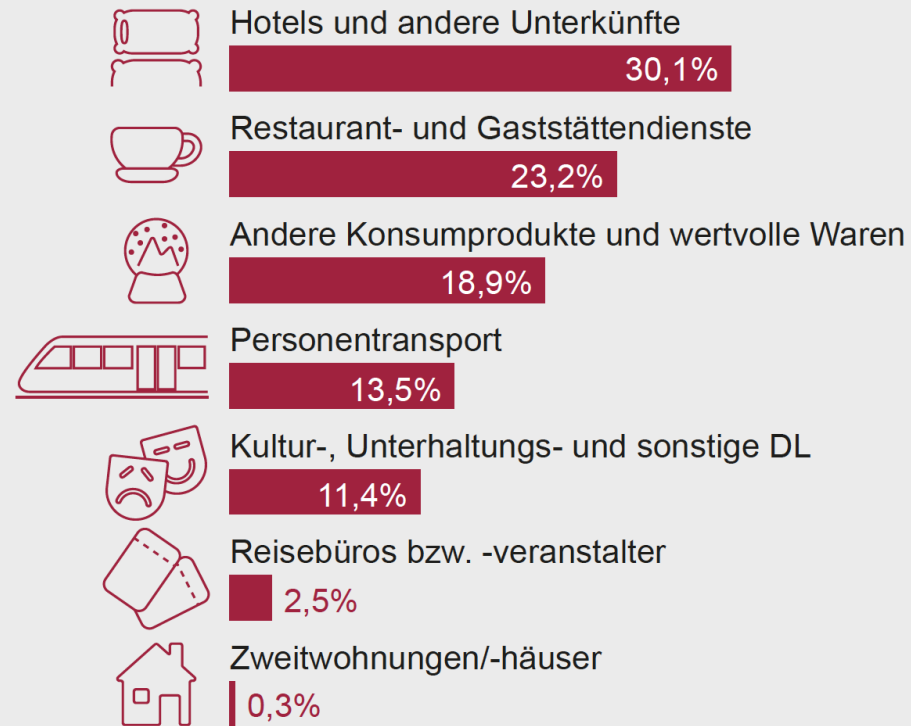 Hotels und andere Unterkünfte
30,1%
Restaurant- und Gaststättendienste
23,2%
Andere Konsumprodukte und wertvolle Waren
18,9%
Personentransport
13,5%
Kultur-, Unterhaltungs- und sonstige DL
11,4%
Reisebüros bzw. -veranstalter
2,5%
Zweitwohnungen/-häuser
0,3%